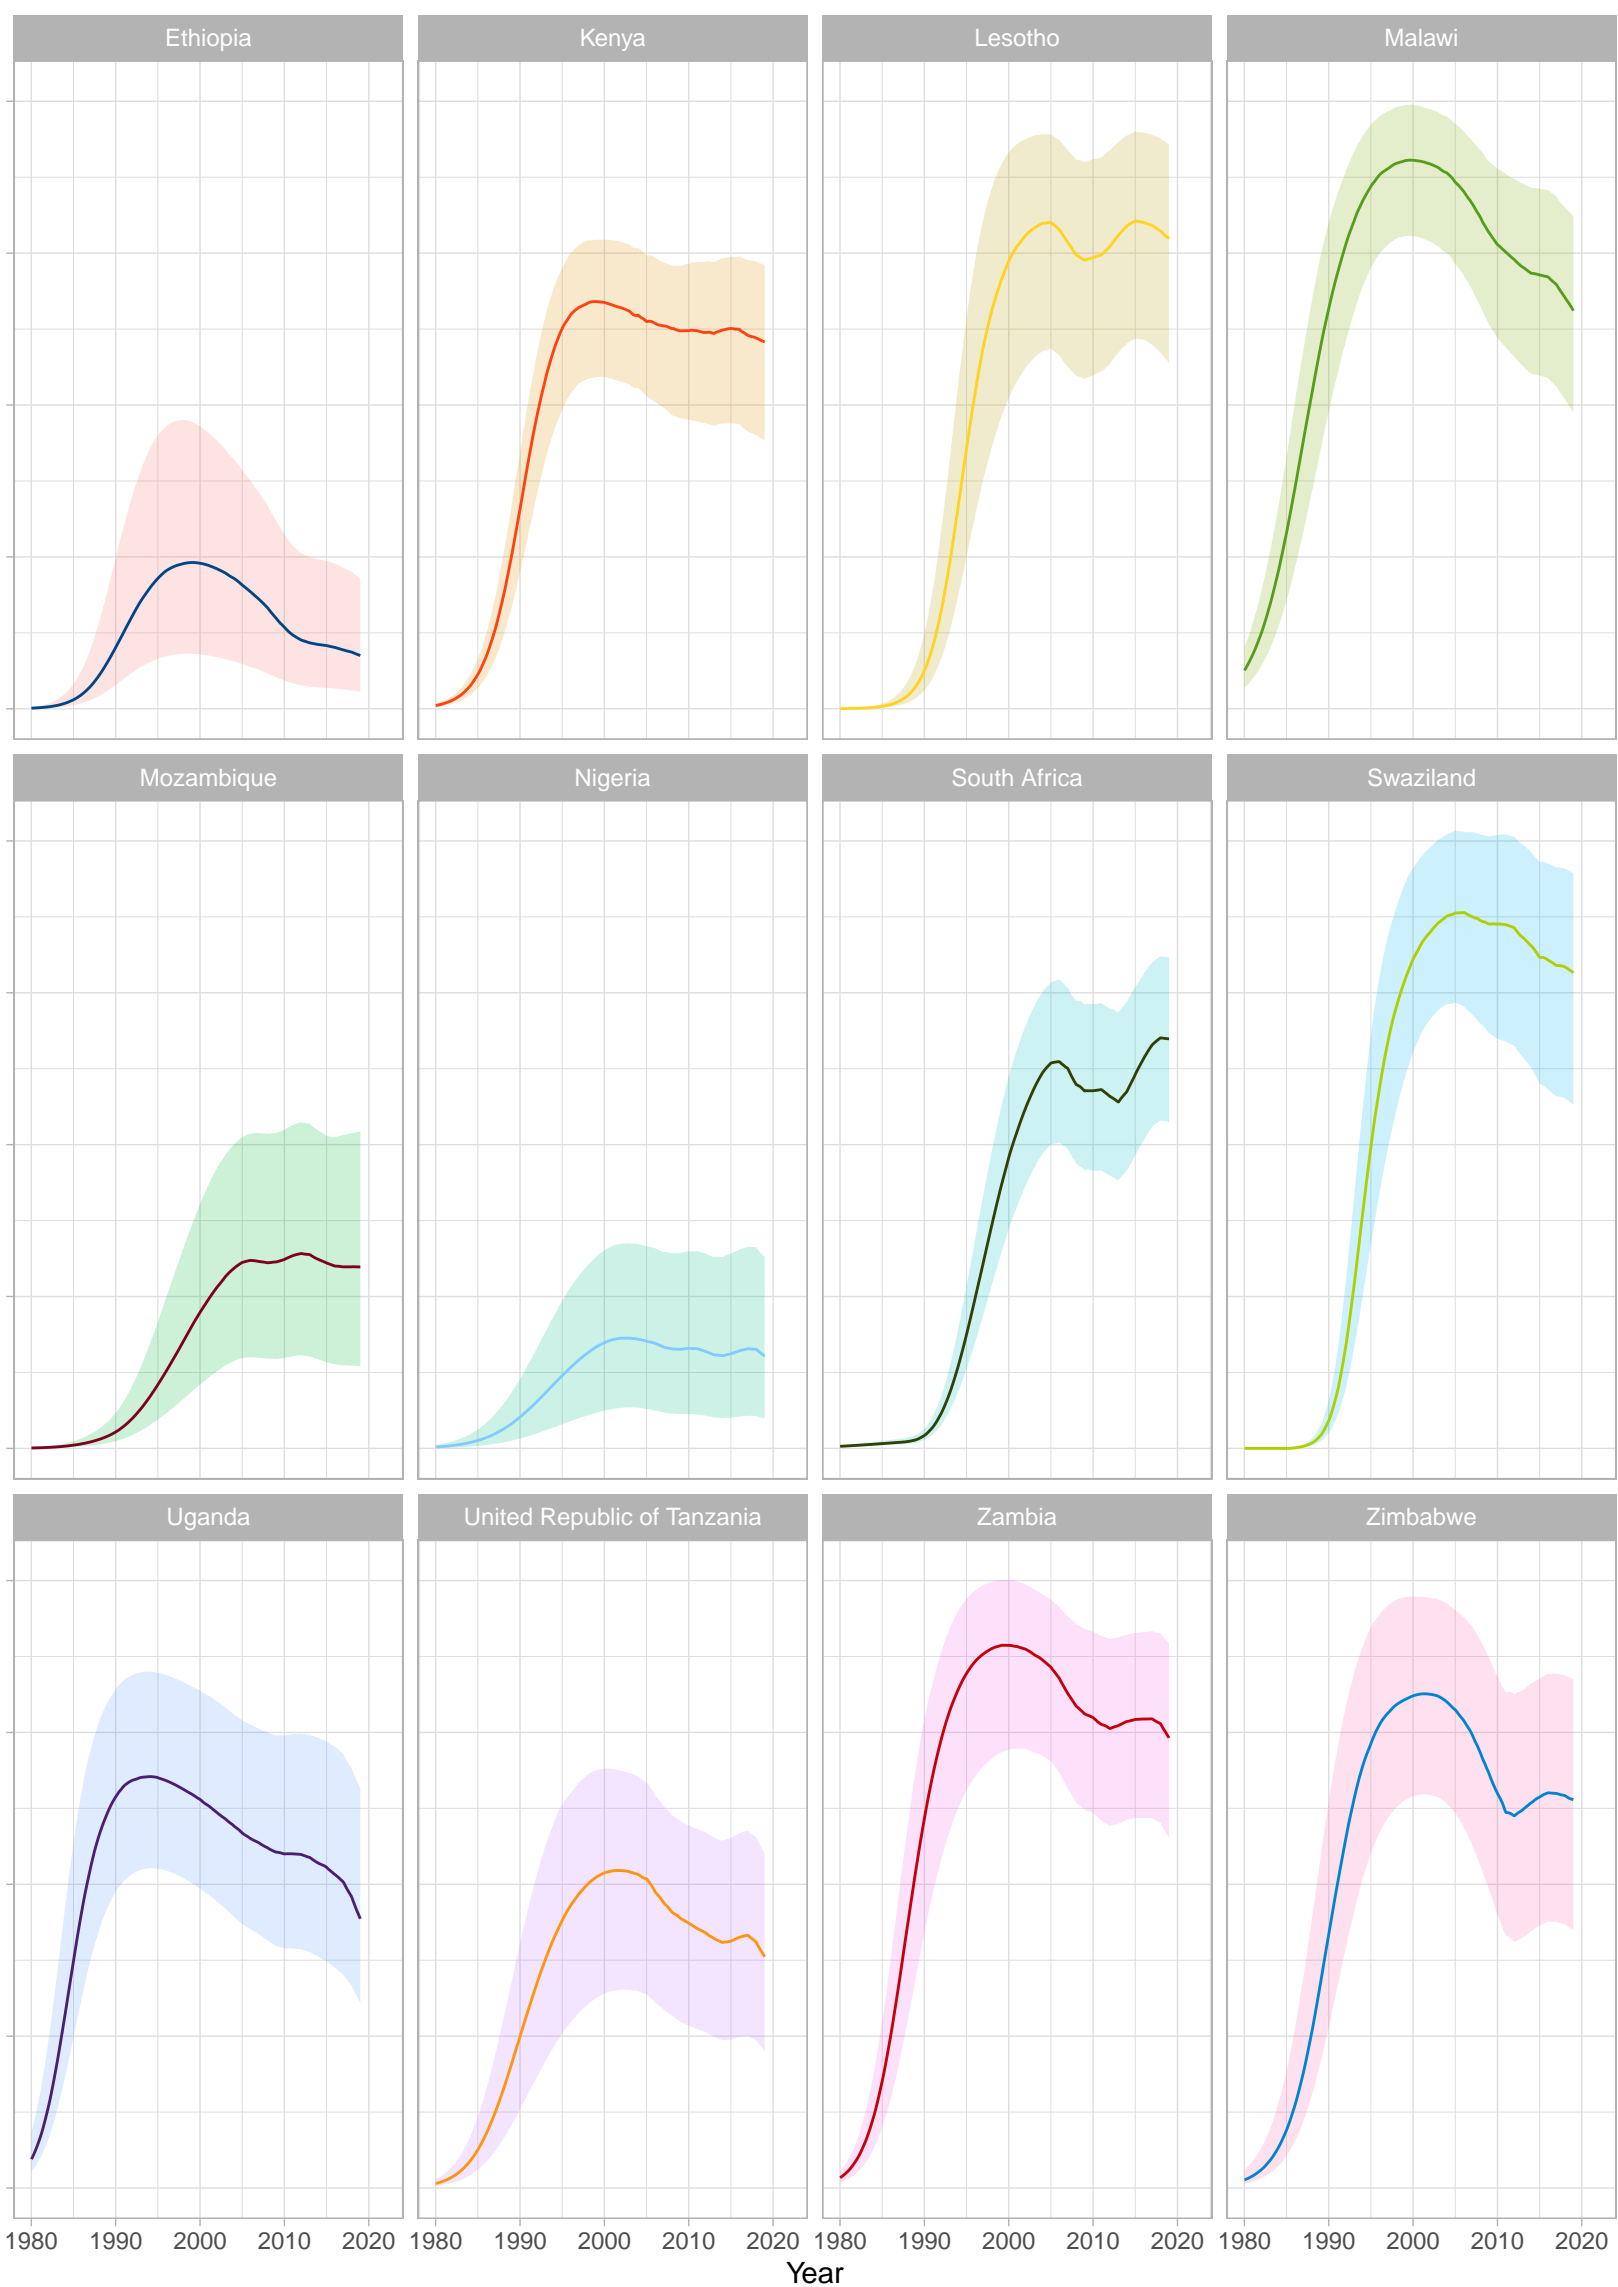 Ethiopia Kenya Lesotho Malawi
Mozambique Nigeria South Africa Swaziland
Uganda United Republic of Tanzania Zambia Zimbabwe
1980 1990 2000 2010 2020 1980 1990 2000 2010 2020 1980 1990 2000 2010 2020 1980 1990 2000 2010 2020
Year